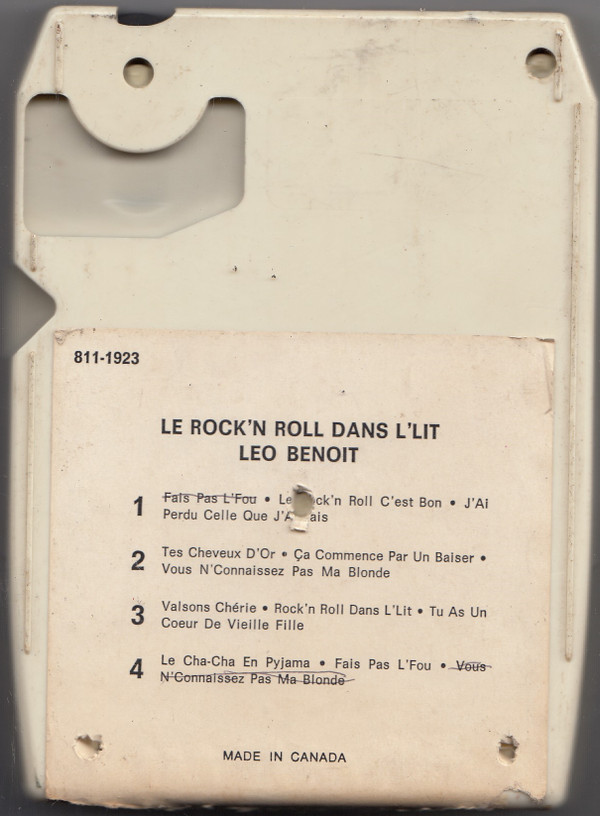 811-1923
LE ROCK'N ROLL DANS L'LIT
LEO BENOIT
1 Fais Pas L'Fou • Le ck'n Roll C'est Bon • J'Ai
Perdu Celle Que J'A ais
2 Tes Cheveux D'Or • Ça Commence Par Un Baiser •
Vous N'Connaissez Pas Ma Blonde
3 Valsons Chérie • Rock'n Roll Dans L'Lit • Tu As Un
Coeur De Vieille Fille
4 Le Cha-Cha En Pyjama • Fais Pas L'Fou • Vous
N'Connaissez Pas Ma Blonde
MADE IN CANADA